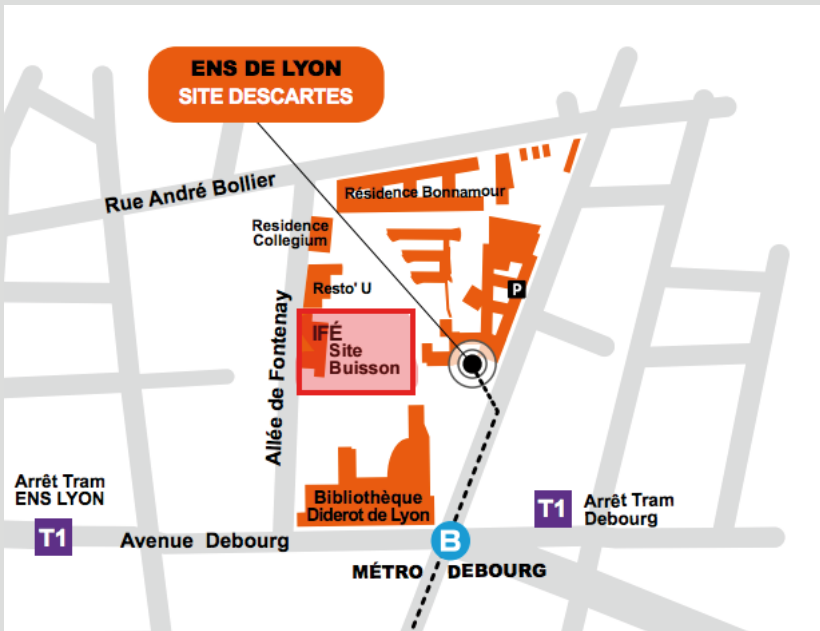 ENS DE LYON
SITE DESCARTES
Rue André Bollier
Résidence Bonnamour
Residence
Collegium
Resto' U
P
Allée de Fontenay
IFÉ
Site
Buisson
Arrêt Tram
ENS LYON
T1
Bibliothèque
Diderot de Lyon
T1
Arrêt Tram
Debourg
Avenue Debourg
B
MÉTRO DEBOURG